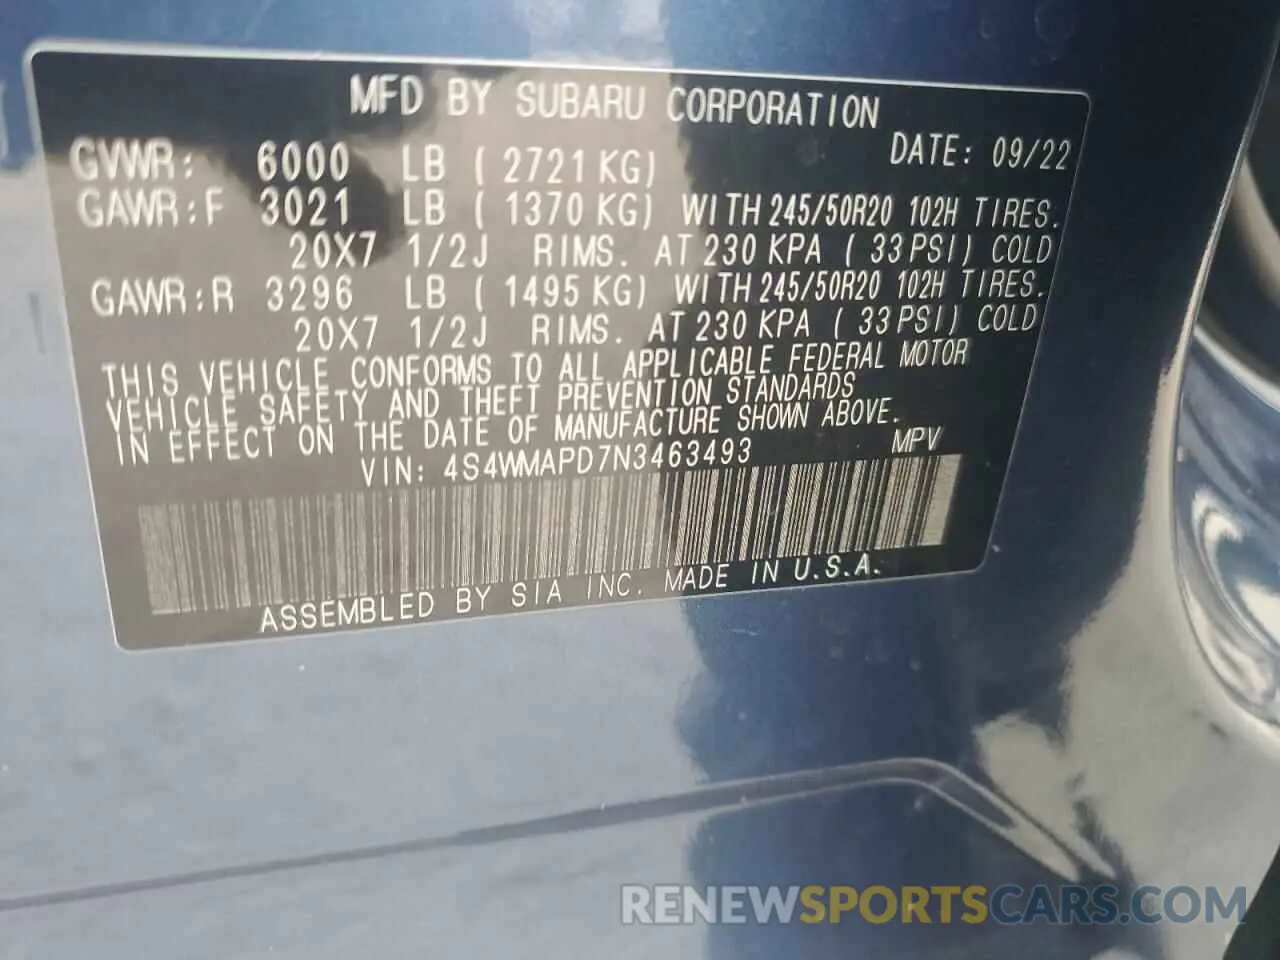 MFD BY SUBARU CORPORATION
DATE: 09/22
GVWR: 6000 LB ( 2721 KG)
GAWR:F 3021 LB ( 1370 KG) WITH 245/50R20 102H TIRES.
20X7 1/2J RIMS. AT 230 KPA ( 33 PSI) COLD
GAWR:R 3296 LB ( 1495 KG) WITH 245/50R20 102H TIRES.
20X7 1/2J RIMS. AT 230 KPA ( 33 PSI) COLD
THIS VEHICLE CONFORMS TO ALL APPLICABLE FEDERAL MOTOR
VEHICLE SAFETY AND THEFT PREVENTION STANDARDS
IN EFFECT ON THE DATE OF MANUFACTURE SHOWN ABOVE.
VIN: 4S4WMAPD7N3463493 MPV
ASSEMBLED BY SIA INC. MADE IN U.S.A.
RENEWSPORTSCARS.COM